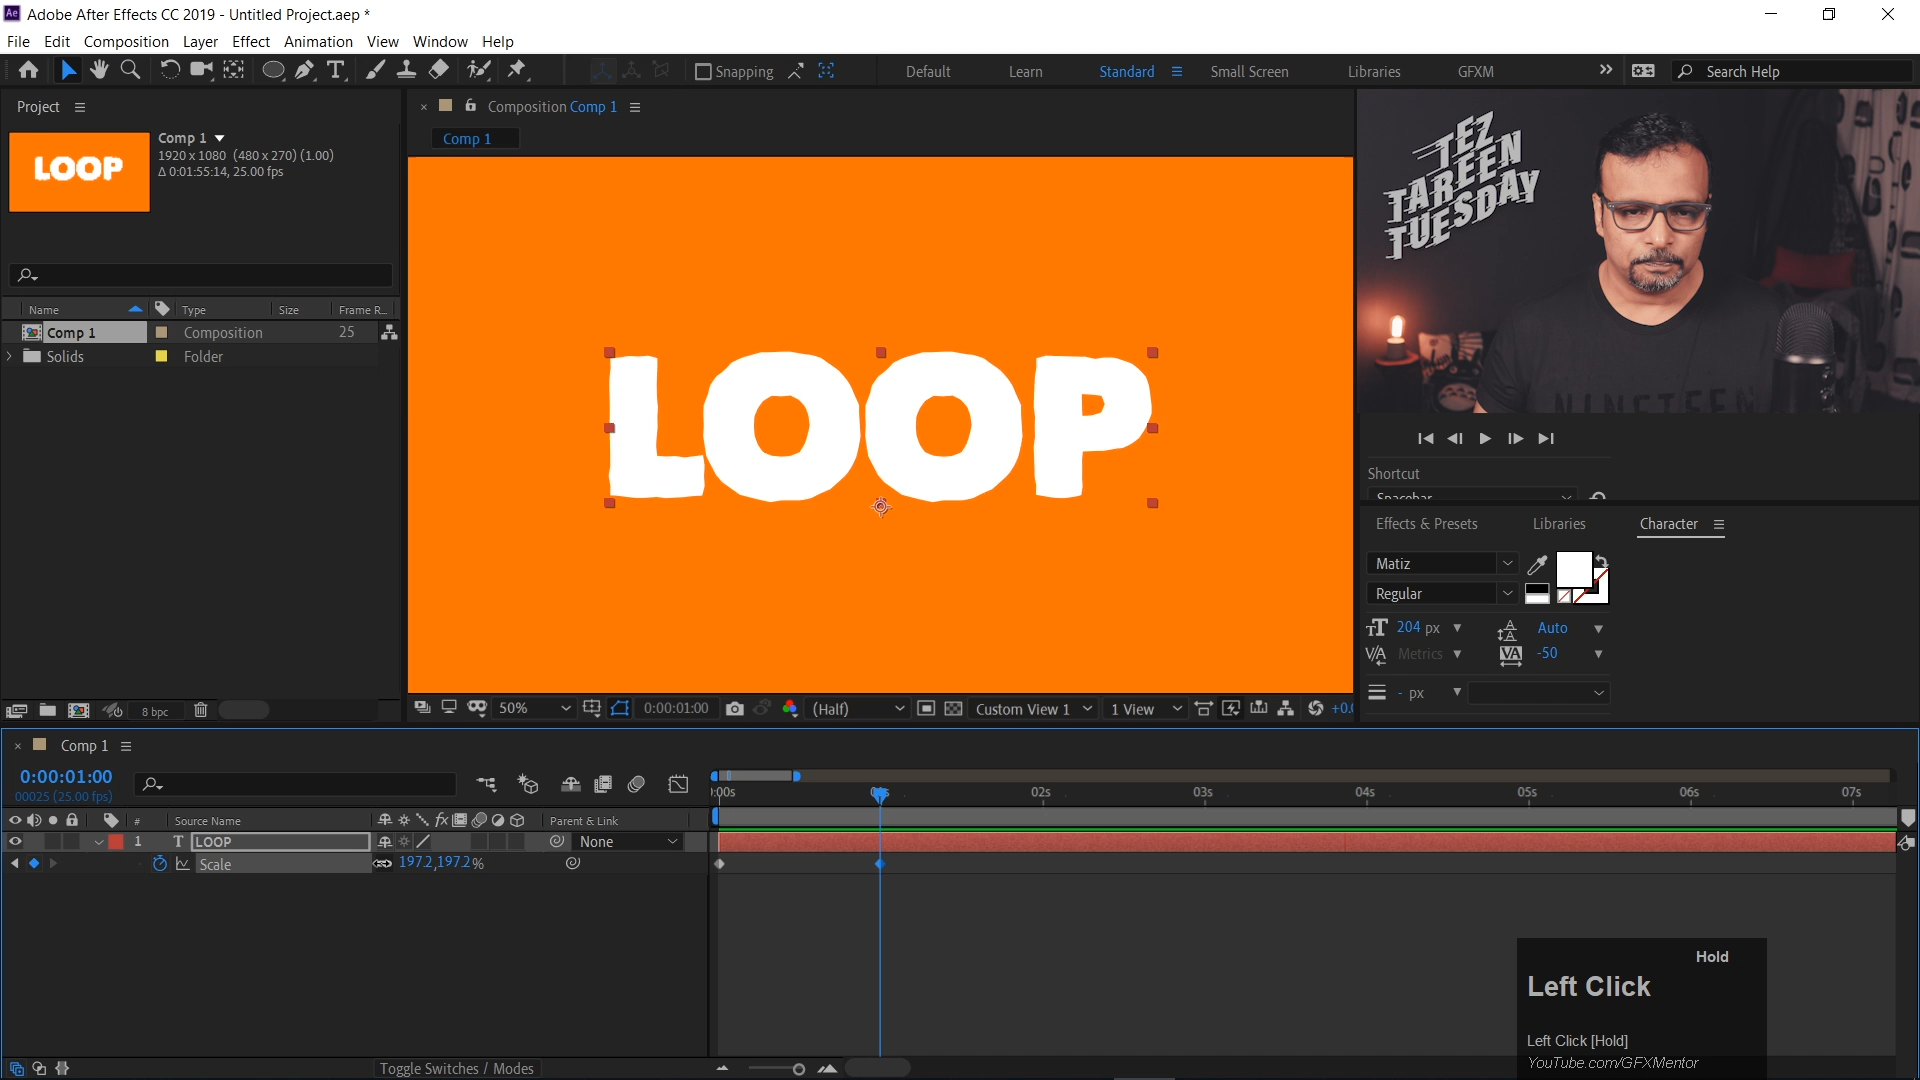 Ae Adobe After Effects CC 2019 - Untitled Project.aep *
File Edit Composition Layer Effect Animation View Window Help
Snapping Default Learn Standard Small Screen Libraries GFXM Search Help
Project
Composition Comp 1
Comp 1
Comp 1
1920 x 1080 (480 x 270) (1.00)
Δ 0:01:55:14, 25.00 fps
LOOP
Name Type Size Frame R...
Comp 1 Composition 25
Solids Folder
LOOP
TEZ
TAREEN
TUESDAY
NINETEEN
Shortcut
Spacebar
Effects & Presets Libraries Character
Matiz
Regular
204 px Auto
Metrics -50
- px
8 bpc
50% 0:00:01:00 (Half) Custom View 1 1 View +0.
Comp 1
0:00:01:00
00025 (25.00 fps)
:00s 02s 03s 04s 05s 06s 07s
# Source Name fx Parent & Link
1 T LOOP None
Scale 197.2,197.2%
Toggle Switches / Modes
Hold
Left Click
Left Click [Hold]
YouTube.com/GFXMentor